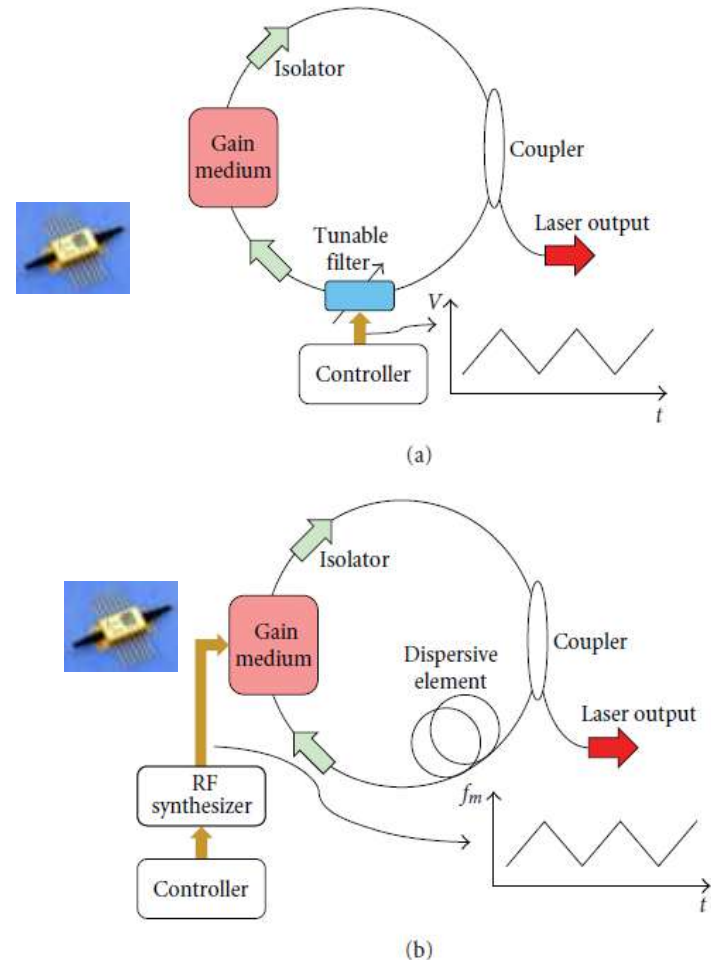 Isolator
Gain
medium
Coupler
Tunable
filter
Laser output
V
Controller
t
(a)
Isolator
Gain
medium
Coupler
Dispersive
element
Laser output
RF
synthesizer
fm
Controller
t
(b)